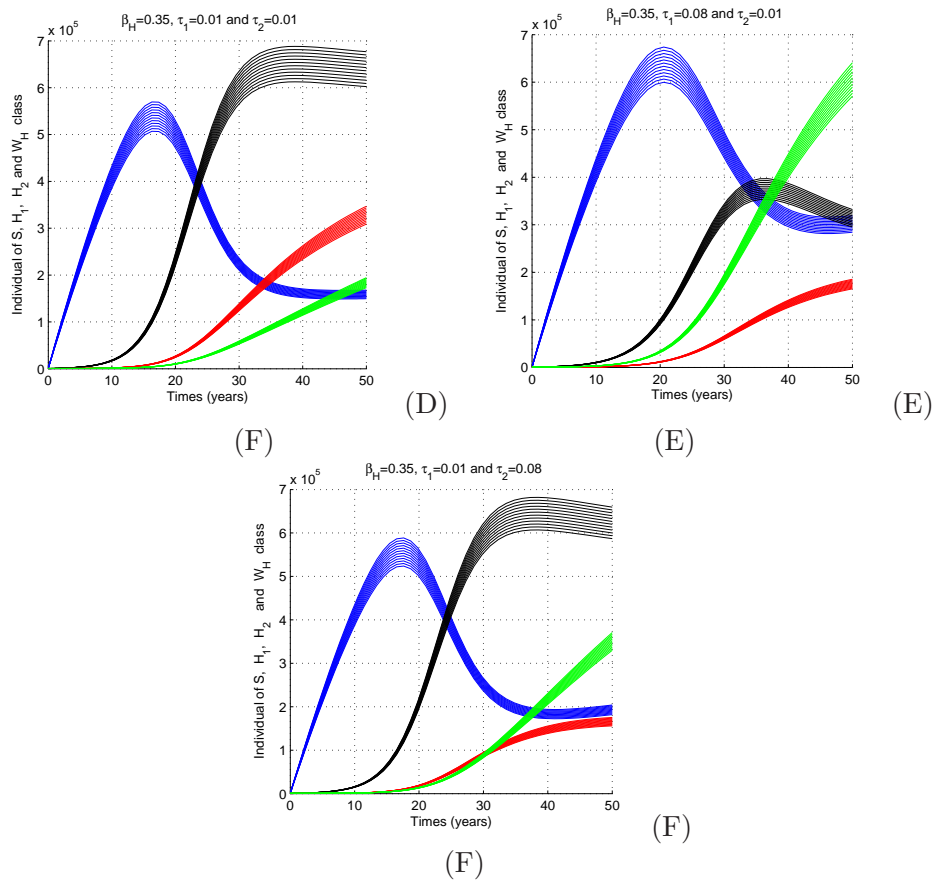 β_H=0.35, τ_1=0.01 and τ_2=0.01
x 10^5
Individual of S, H_1, H_2 and W_H class
7
6
5
4
3
2
1
0
0 10 20 30 40 50
Times (years)
(D)
(F)
β_H=0.35, τ_1=0.08 and τ_2=0.01
x 10^5
Individual of S, H_1, H_2 and W_H class
7
6
5
4
3
2
1
0
0 10 20 30 40 50
Times (years)
(E)
(E)
β_H=0.35, τ_1=0.01 and τ_2=0.08
x 10^5
Individual of S, H_1, H_2 and W_H class
7
6
5
4
3
2
1
0
0 10 20 30 40 50
Times (years)
(F)
(F)